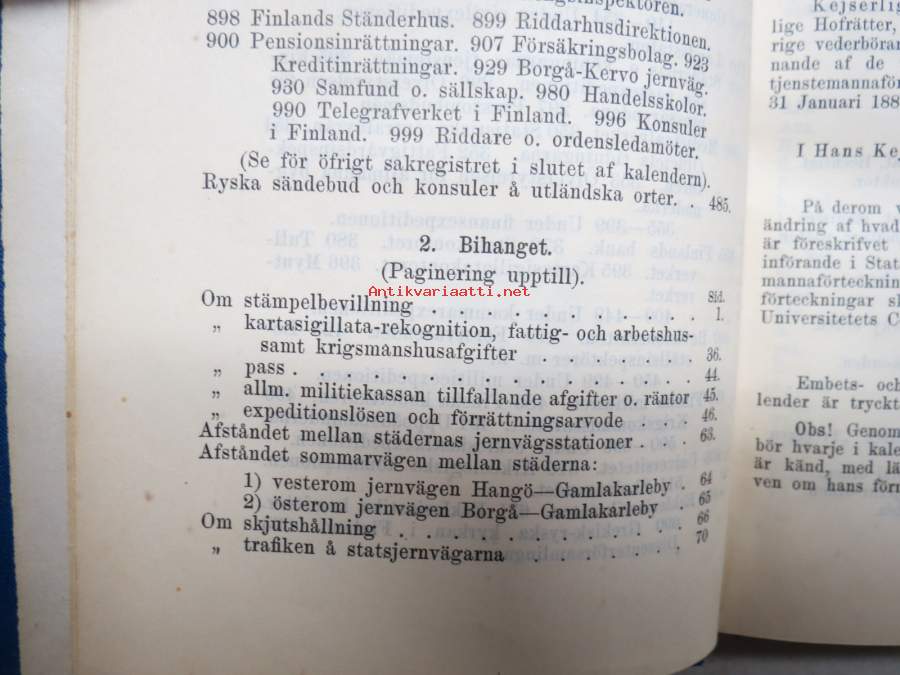 inspektoren.
898 Finlands Ständerhus. 899 Riddarhusdirektionen.
900 Pensionsinrättningar. 907 Försäkringsbolag. 923
Kreditinrättningar. 929 Borgå-Kervo jernväg.
930 Samfund o. sällskap. 980 Handelsskolor.
990 Telegrafverket i Finland. 996 Konsuler
i Finland. 999 Riddare o. ordensledamöter.
(Se för öfrigt sakregistret i slutet af kalendern).
Ryska sändebud och konsuler å utländska orter. . 485.
2. Bihanget.
(Paginering upptill).
Antikvariaatti.net
Sid.
Om stämpelbevillning . . . . . . . . . . . 1.
„ kartasigillata-rekognition, fattig- och arbetshus-
samt krigsmanshusafgifter . . . . . . . 36.
„ pass . . . . . . . . . . . . . . . . 44.
„ allm. militiekassan tillfallande afgifter o. räntor 45.
„ expeditionslösen och förrättningsarvode . . . 46.
Afståndet mellan städernas jernvägsstationer . . . 63.
Afståndet sommarvägen mellan städerna:
1) vesterom jernvägen Hangö—Gamlakarleby . 64
2) österom jernvägen Borgå—Gamlakarleby . 65
Om skjutshållning . . . . . . . . . . . . 66
„ trafiken å statsjernvägarna . . . . . . . 70
Kejserlig
lige Hofrätter,
rige vederböran
nande af de
tjenstemannaför
31 Januari 188
I Hans Kej
På derom v
ändring af hvad
är föreskrifvet
införande i Stat
mannaförteckning
förteckningar sk
Universitetets C
Embets- och
lender är tryckt
Obs! Genom
bör hvarje i kale
är känd, med lä
ven om hans förn